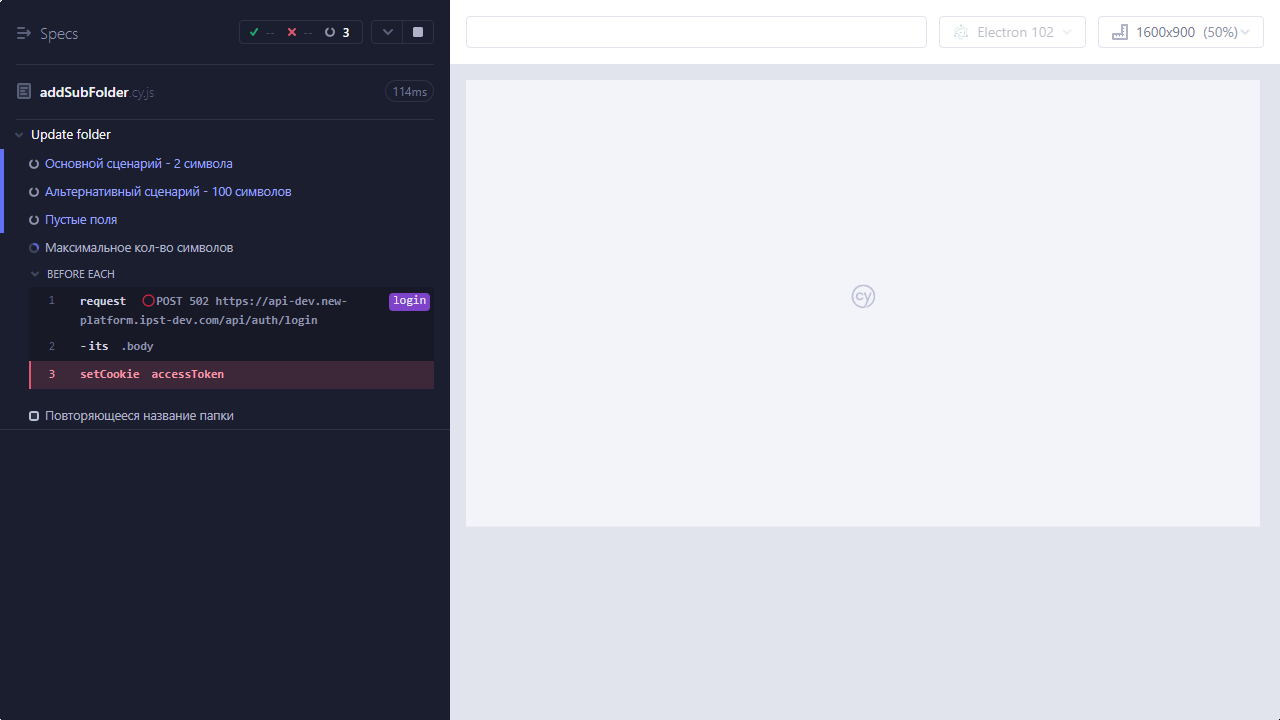 Specs
-- -- 3
addSubFolder.cy.js 114ms
Update folder
Основной сценарий - 2 символа
Альтернативный сценарий - 100 символов
Пустые поля
Максимальное кол-во символов
BEFORE EACH
1 request POST 502 https://api-dev.new- login
platform.ipst-dev.com/api/auth/login
2 -its .body
3 setCookie accessToken
Повторяющееся название папки
Electron 102
1600x900 (50%)
cy